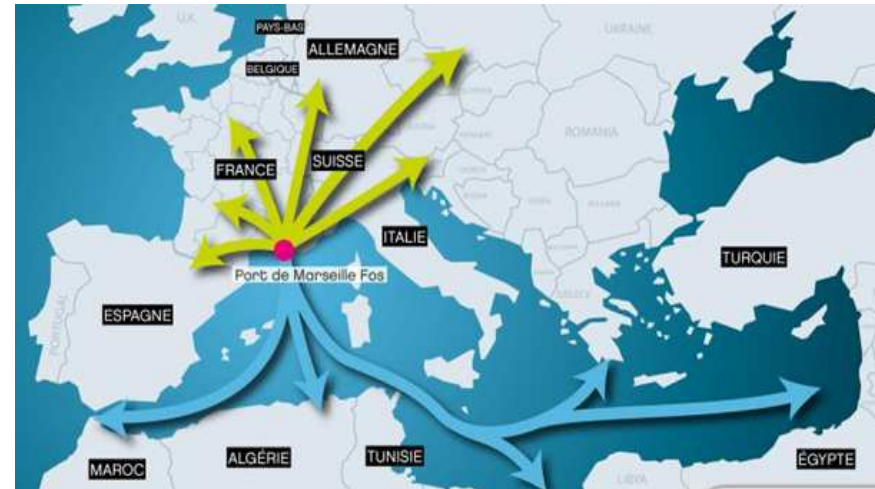 U.K.
PAYS-BAS
ALLEMAGNE
BELGIQUE
UKRAINE
ROMANIA
FRANCE
SUISSE
ITALIE
Port de Marseille Fos
TURQUIE
GREECE
PORTUGAL
ESPAGNE
MAROC
ALGÉRIE
TUNISIE
LIBYA
ÉGYPTE